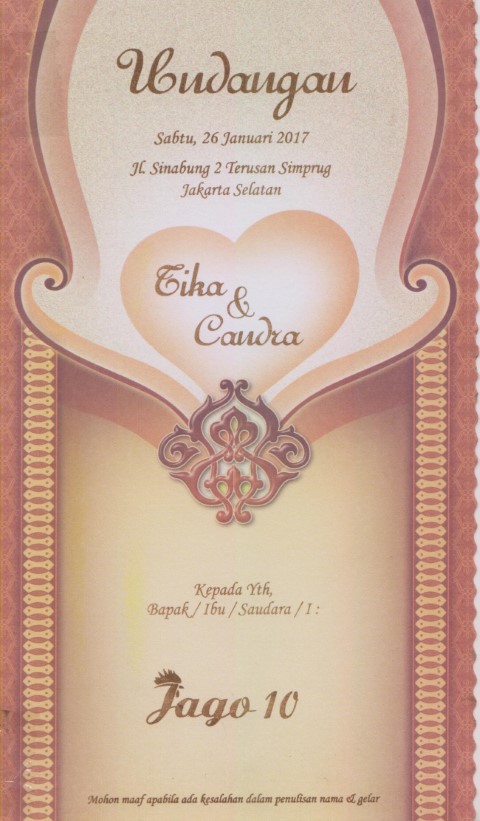 Undangan
Sabtu, 26 Januari 2017
Jl. Sinabung 2 Terusan Simprug
Jakarta Selatan
Tika
&
Candra
Kepada Yth,
Bapak / Ibu / Saudara / I :
Jago 10
Mohon maaf apabila ada kesalahan dalam penulisan nama & gelar